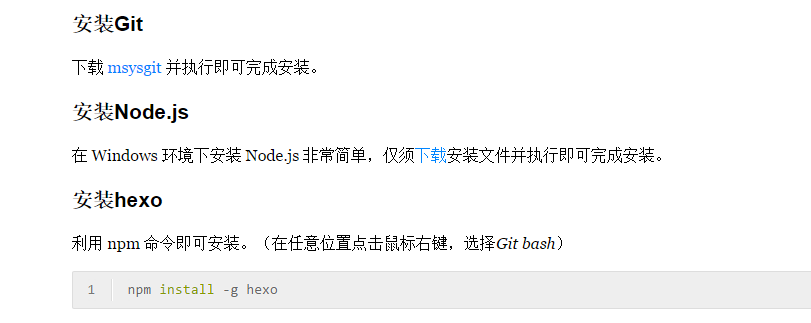 安装Git
下载 msysgit 并执行即可完成安装。
安装Node.js
在 Windows 环境下安装 Node.js 非常简单，仅须下载安装文件并执行即可完成安装。
安装hexo
利用 npm 命令即可安装。（在任意位置点击鼠标右键，选择Git bash）
1 npm install -g hexo